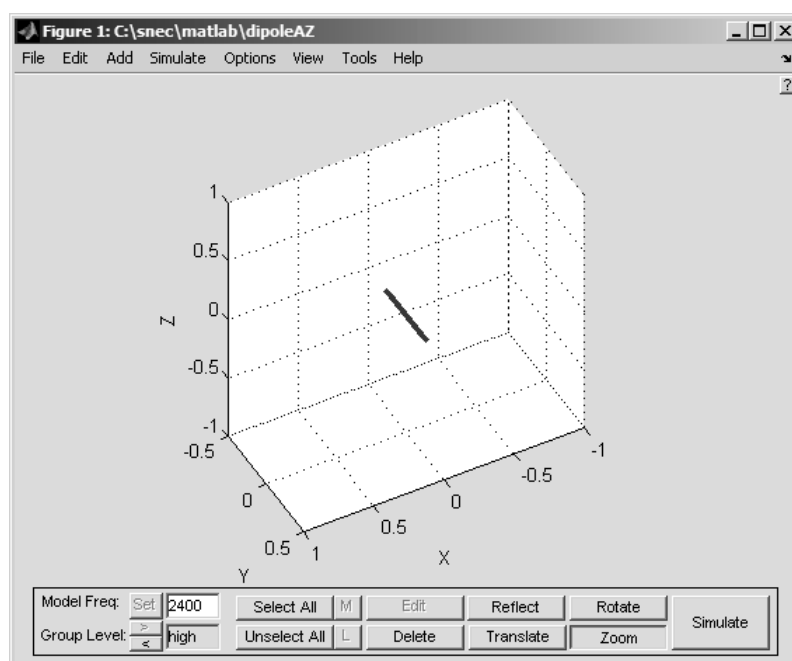 Figure 1: C:\snec\matlab\dipoleAZ
File Edit Add Simulate Options View Tools Help
?
1
0.5
0
-0.5
-1
Z
-0.5
0
0.5
Y
1
0.5
0
-0.5
-1
X
Model Freq: Set 2400 Select All M Edit Reflect Rotate
Simulate
Group Level: > < high Unselect All L Delete Translate Zoom